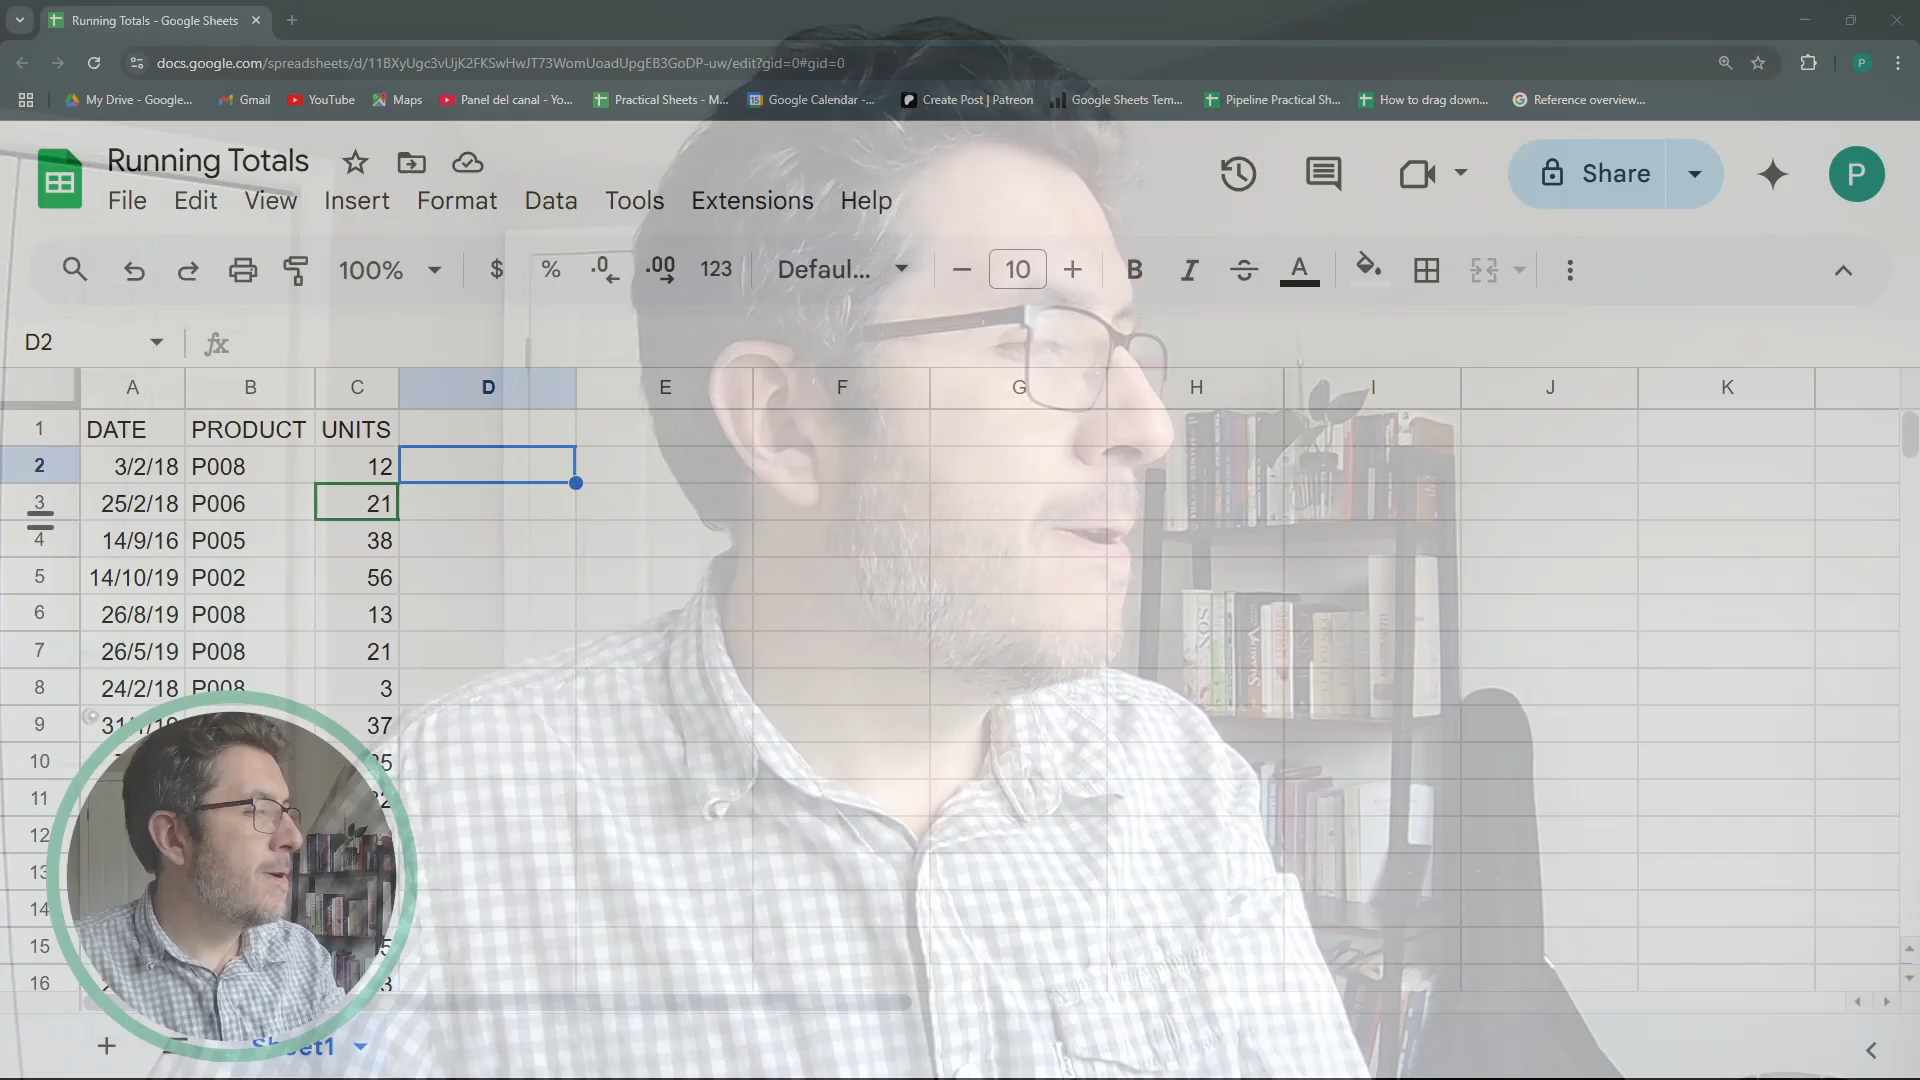 Running Totals - Google Sheets
docs.google.com/spreadsheets/d/11BXyUgc3vUjK2FKSwHwJT73WomUoadUpgEB3GoDP-uw/edit?gid=0#gid=0
P
My Drive - Google... Gmail YouTube Maps Panel del canal - Yo... Practical Sheets - M... Google Calendar -... Create Post | Patreon Google Sheets Tem... Pipeline Practical Sh... How to drag down... Reference overview...
Running Totals
Share
P
File Edit View Insert Format Data Tools Extensions Help
100% $ % .0 .00 123 Defaul... 10 B I A
D2 fx
A B C D E F G H I J K
1 DATE PRODUCT UNITS
2 3/2/18 P008 12
3 25/2/18 P006 21
4 14/9/16 P005 38
5 14/10/19 P002 56
6 26/8/19 P008 13
7 26/5/19 P008 21
8 24/2/18 P008 3
9 37
10
11
12
13
14
15
16
Sheet1